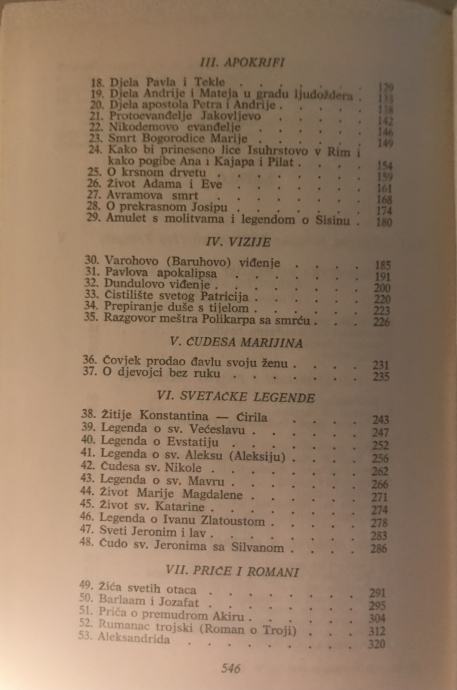 III. APOKRIFI
18. Djela Pavla i Tekle . . . . . . . 129
19. Djela Andrije i Mateja u gradu ljudoždera . 133
20. Djela apostola Petra i Andrije . . . . . 138
21. Protoevanđelje Jakovljevo . . . . . 142
22. Nikodemovo evanđelje . . . . . . 146
23. Smrt Bogorodice Marije . . . . . . 149
24. Kako bi prineseno lice Isuhrstovo v Rim i
kako pogibe Ana i Kajapa i Pilat . . . . 154
25. O krsnom drvetu . . . . . . . 159
26. Život Adama i Eve . . . . . . . 161
27. Avramova smrt . . . . . . . 168
28. O prekrasnom Josipu . . . . . . . 174
29. Amulet s molitvama i legendom o Sisinu . 180
IV. VIZIJE
30. Varohovo (Baruhovo) viđenje . . . . 185
31. Pavlova apokalipsa . . . . . . 191
32. Dundulovo viđenje . . . . . . . 200
33. Čistilište svetog Patricija . . . . . . 220
34. Prepiranje duše s tijelom . . . . . . 223
35. Razgovor meštra Polikarpa sa smrću . . . 226
V. ČUDESA MARIJINA
36. Čovjek prodao đavlu svoju ženu . . . . 231
37. O djevojci bez ruku . . . . . . 235
VI. SVETAČKE LEGENDE
38. Žitije Konstantina — Ćirila . . . . . 243
39. Legenda o sv. Većeslavu . . . . . . 247
40. Legenda o Evstatiju . . . . . . 252
41. Legenda o sv. Aleksu (Aleksiju) . . . . 256
42. Čudesa sv. Nikole . . . . . . . 262
43. Legenda o sv. Mavru . . . . . . 266
44. Život Marije Magdalene . . . . . . 271
45. Život sv. Katarine . . . . . . . 274
46. Legenda o Ivanu Zlatoustom . . . . . 278
47. Sveti Jeronim i lav . . . . . . . 283
48. Čudo sv. Jeronima sa Silvanom . . . . 286
VII. PRIČE I ROMANI
49. Žića svetih otaca . . . . . . . 291
50. Barlaam i Jozafat . . . . . . . 295
51. Priča o premudrom Akiru . . . . . . 304
52. Rumanac trojski (Roman o Troji) . . . 312
53. Aleksandrida . . . . . . . . 320
546